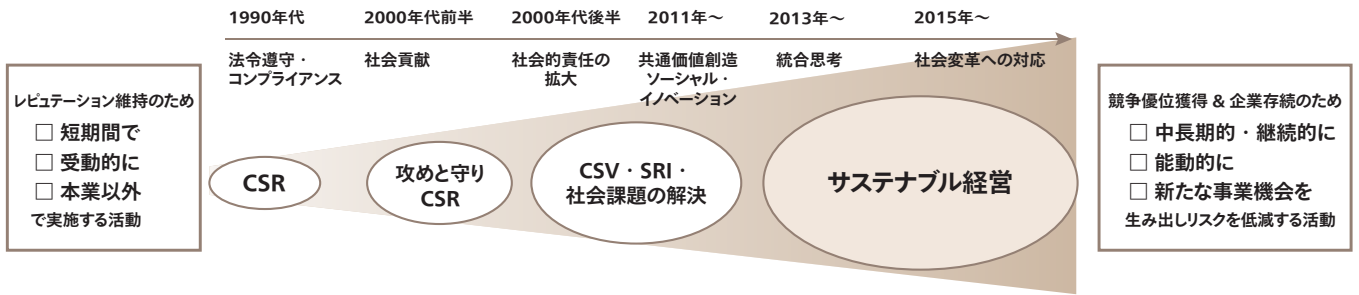 1990年代
2000年代前半
2000年代後半
2011年～
2013年～
2015年～
法令遵守・
コンプライアンス
社会貢献
社会的責任の
拡大
共通価値創造
ソーシャル・
イノベーション
統合思考
社会変革への対応
レピュテーション維持のため
□ 短期間で
□ 受動的に
□ 本業以外
で実施する活動
CSR
攻めと守り
CSR
CSV・SRI・
社会課題の解決
サステナブル経営
競争優位獲得 & 企業存続のため
□ 中長期的・継続的に
□ 能動的に
□ 新たな事業機会を
生み出しリスクを低減する活動